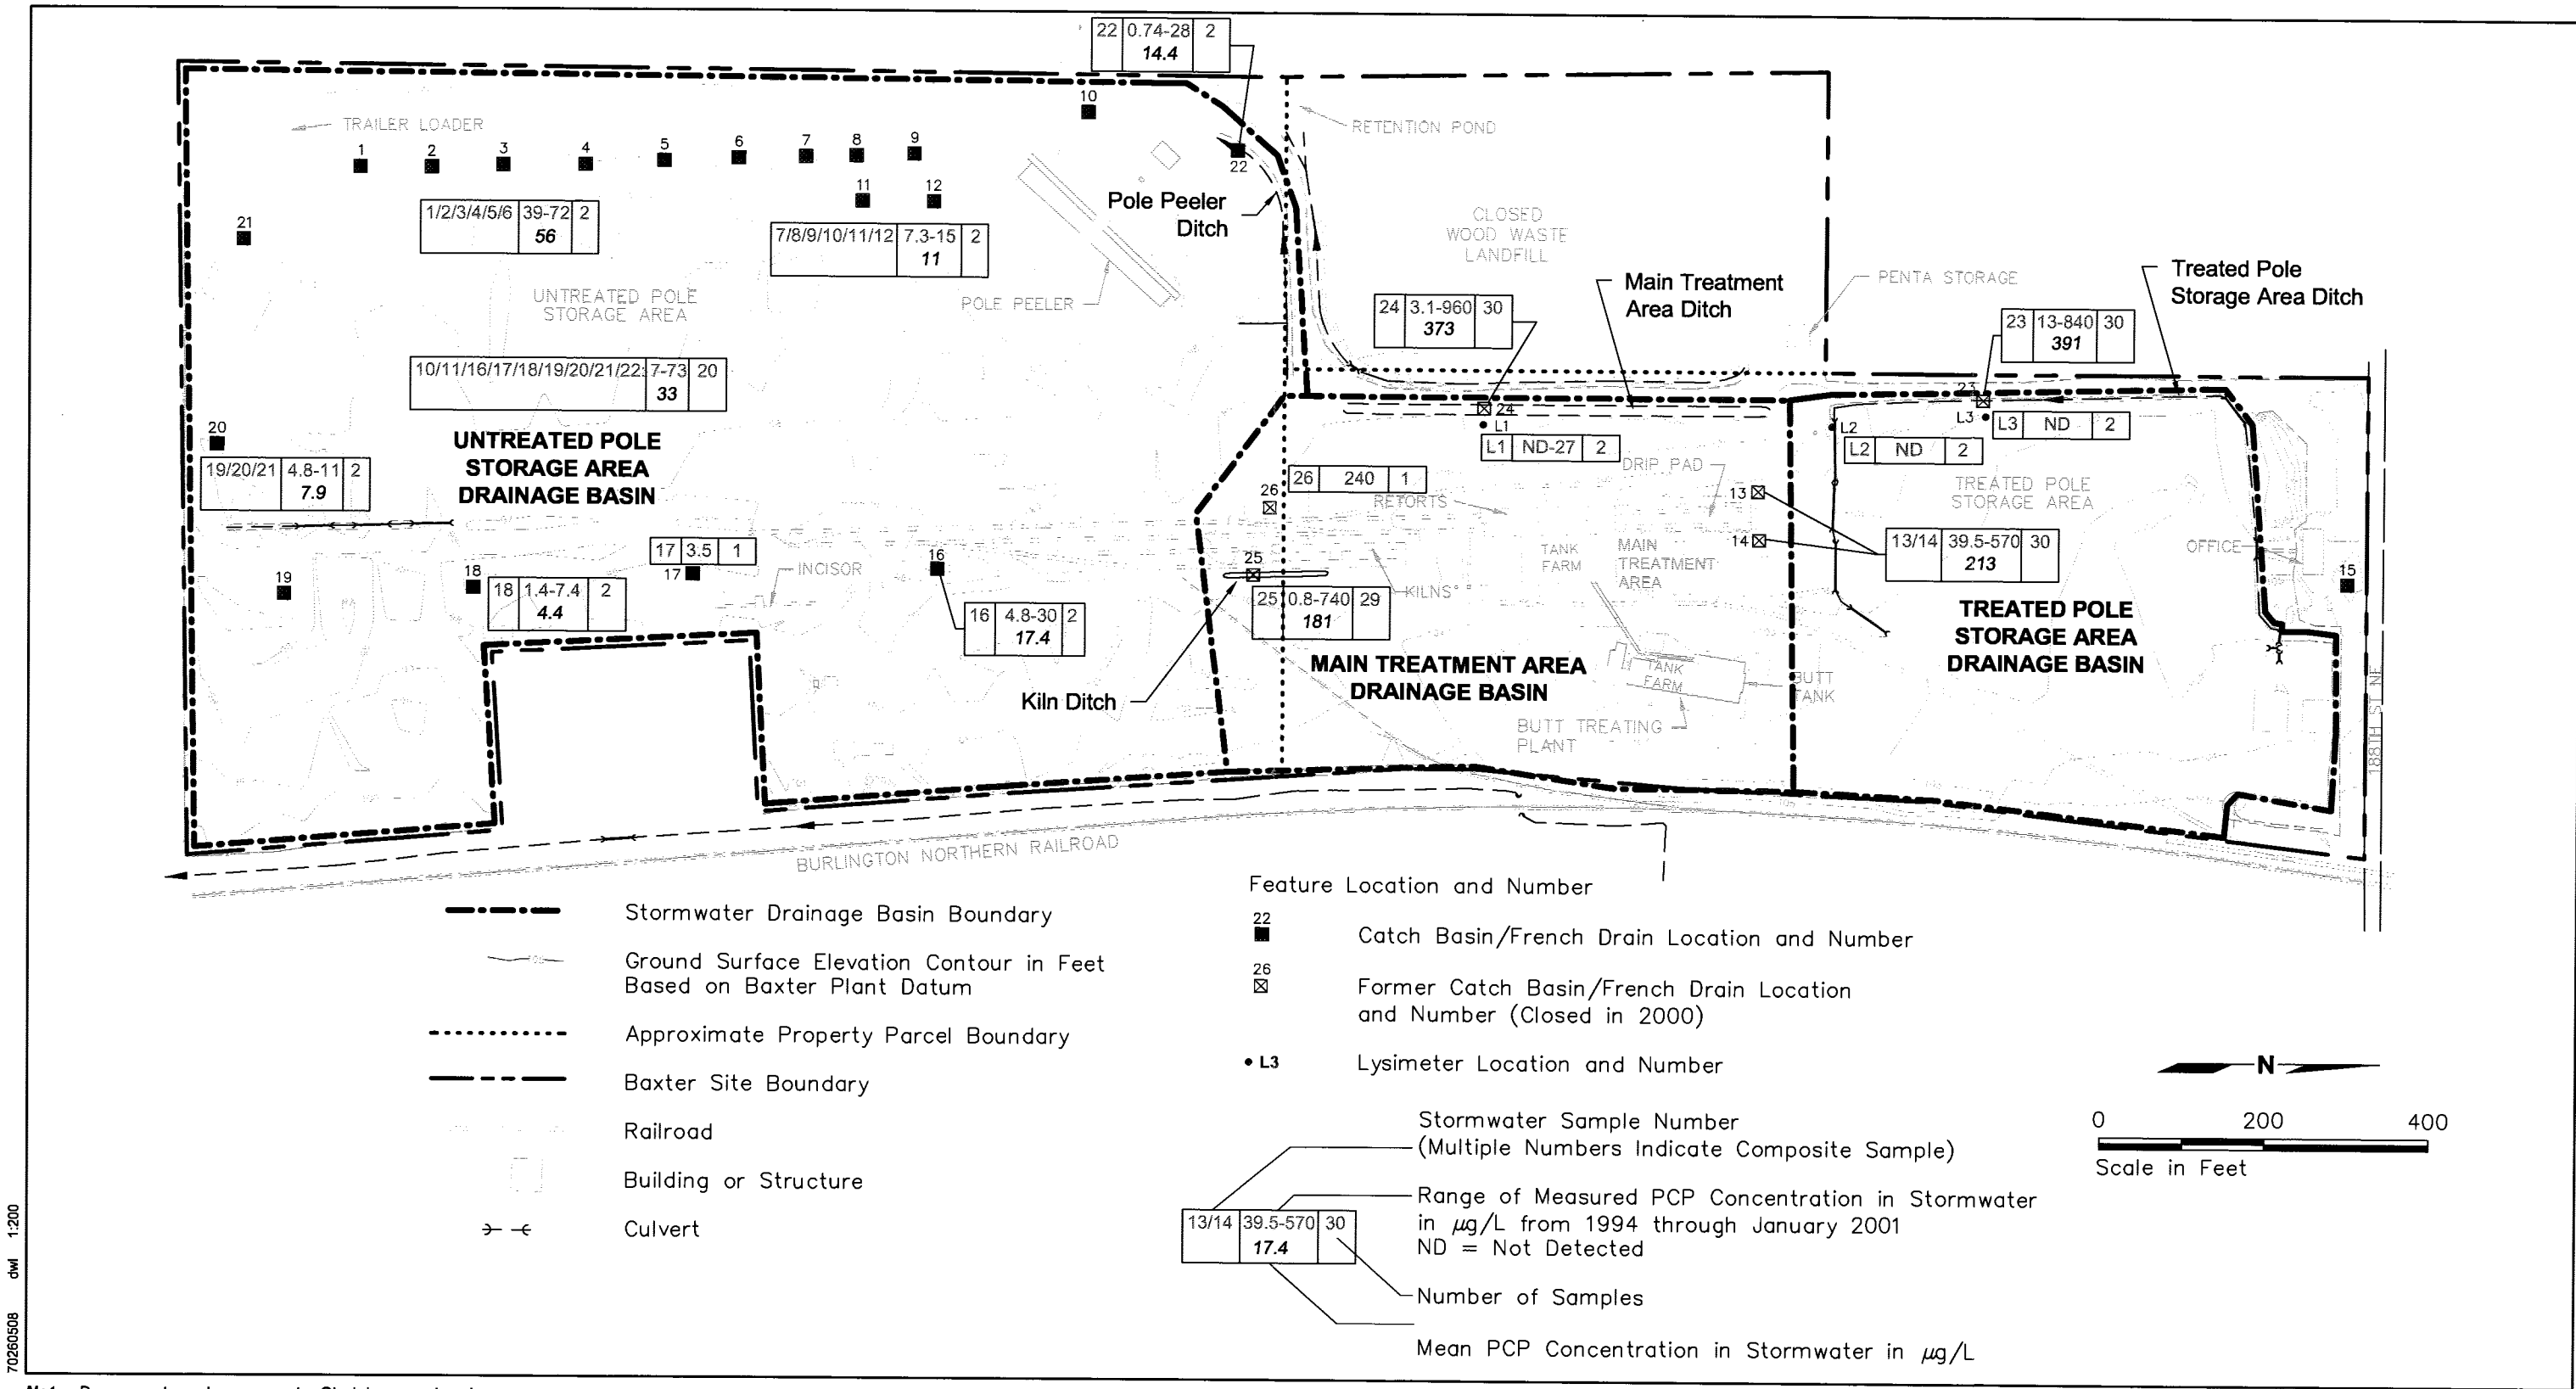 22 0.74-28 2
14.4
10
TRAILER LOADER
RETENTION POND
1 2 3 4 5 6 7 8 9
22
11 12
Pole Peeler
Ditch
1/2/3/4/5/6 39-72 2
56
7/8/9/10/11/12 7.3-15 2
11
21
CLOSED
WOOD WASTE
LANDFILL
UNTREATED POLE
STORAGE AREA
POLE PEELER
Main Treatment
Area Ditch
PENTA STORAGE
Treated Pole
Storage Area Ditch
24 3.1-960 30
373
23 13-840 30
391
10/11/16/17/18/19/20/21/22 7-73 20
33
23
24
L1
L2
L3
L3 ND 2
L1 ND-27 2
L2 ND 2
20
UNTREATED POLE
STORAGE AREA
DRAINAGE BASIN
19/20/21 4.8-11 2
7.9
26
26 240 1
RETORTS
DRIP PAD
13
14
TREATED POLE
STORAGE AREA
13/14 39.5-570 30
213
OFFICE
15
17 3.5 1
17
INCISOR
16
25
TANK
FARM
MAIN
TREATMENT
AREA
KILNS
19
18
18 1.4-7.4 2
4.4
16 4.8-30 2
17.4
25 0.8-740 29
181
TREATED POLE
STORAGE AREA
DRAINAGE BASIN
MAIN TREATMENT AREA
DRAINAGE BASIN
TANK
FARM
BUTT
TANK
Kiln Ditch
BUTT TREATING
PLANT
188TH ST NE
BURLINGTON NORTHERN RAILROAD
Stormwater Drainage Basin Boundary
Ground Surface Elevation Contour in Feet
Based on Baxter Plant Datum
Approximate Property Parcel Boundary
Baxter Site Boundary
Railroad
Building or Structure
Culvert
Feature Location and Number
22
Catch Basin/French Drain Location and Number
26
Former Catch Basin/French Drain Location
and Number (Closed in 2000)
L3
Lysimeter Location and Number
Stormwater Sample Number
(Multiple Numbers Indicate Composite Sample)
Range of Measured PCP Concentration in Stormwater
in µg/L from 1994 through January 2001
ND = Not Detected
13/14 39.5-570 30
17.4
Number of Samples
Mean PCP Concentration in Stormwater in µg/L
N
0 200 400
Scale in Feet
70260508 dwl 1:200